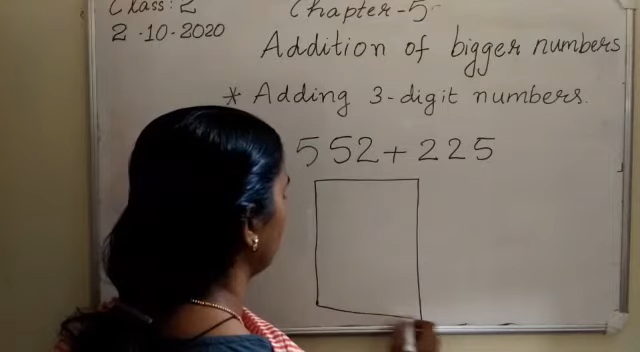 Class: 2
Chapter-5
2-10-2020
Addition of bigger numbers
* Adding 3-digit numbers.
552+225